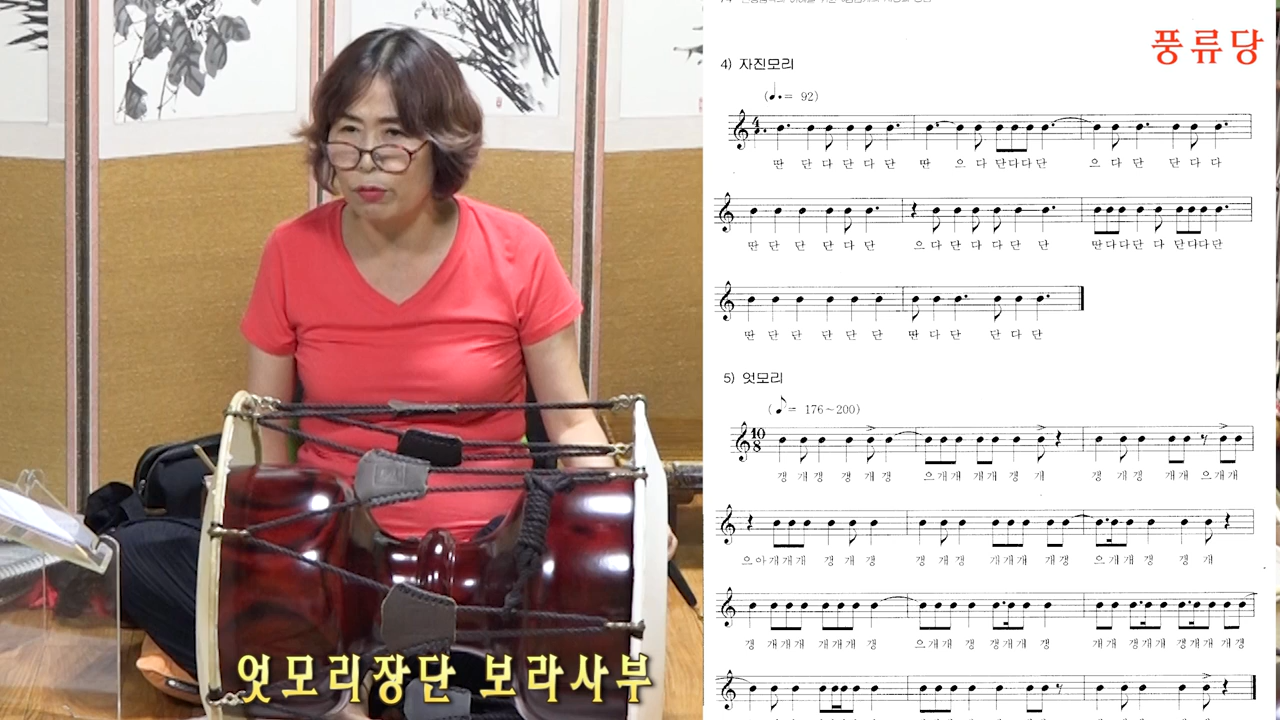 풍류당
4) 자진모리
(♩.= 92)
딴 단 다 단 다 단 딴 으 다 단다다단 으 다 단 단 다 다
딴 단 단 단 다 단 으 다 단 다 다 단 단 딴다다단 다 단다다단
딴 단 단 단 단 단 딴 다 단 단 다 단
5) 엇모리
(♪= 176~200)
10
8
갱 개 갱 갱 개 갱 으개개 개개 갱 개 갱 개 갱 개개 으개개
으아개개개 갱 개 갱 갱 개 갱 개개개 개갱 으개갱 갱 개
갱 개개개 개개개 갱 으개개 갱 갱개개 갱 개개 갱개개 갱개개 개갱
엇모리장단 보라사부